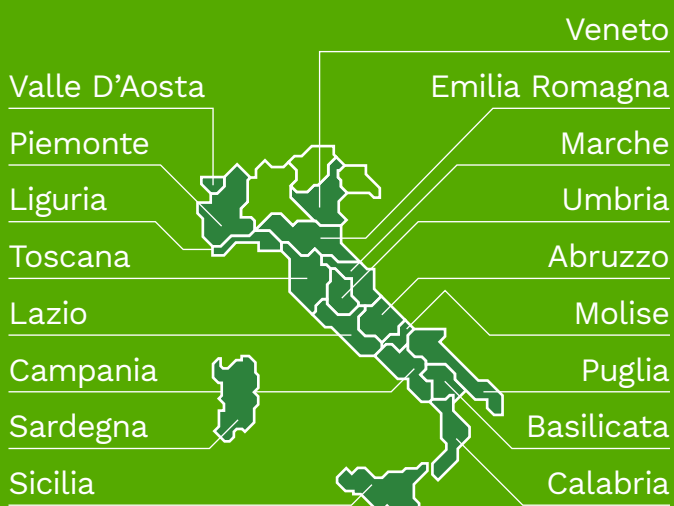 Veneto
Valle D'Aosta
Emilia Romagna
Piemonte
Marche
Liguria
Umbria
Toscana
Abruzzo
Lazio
Molise
Campania
Puglia
Sardegna
Basilicata
Sicilia
Calabria